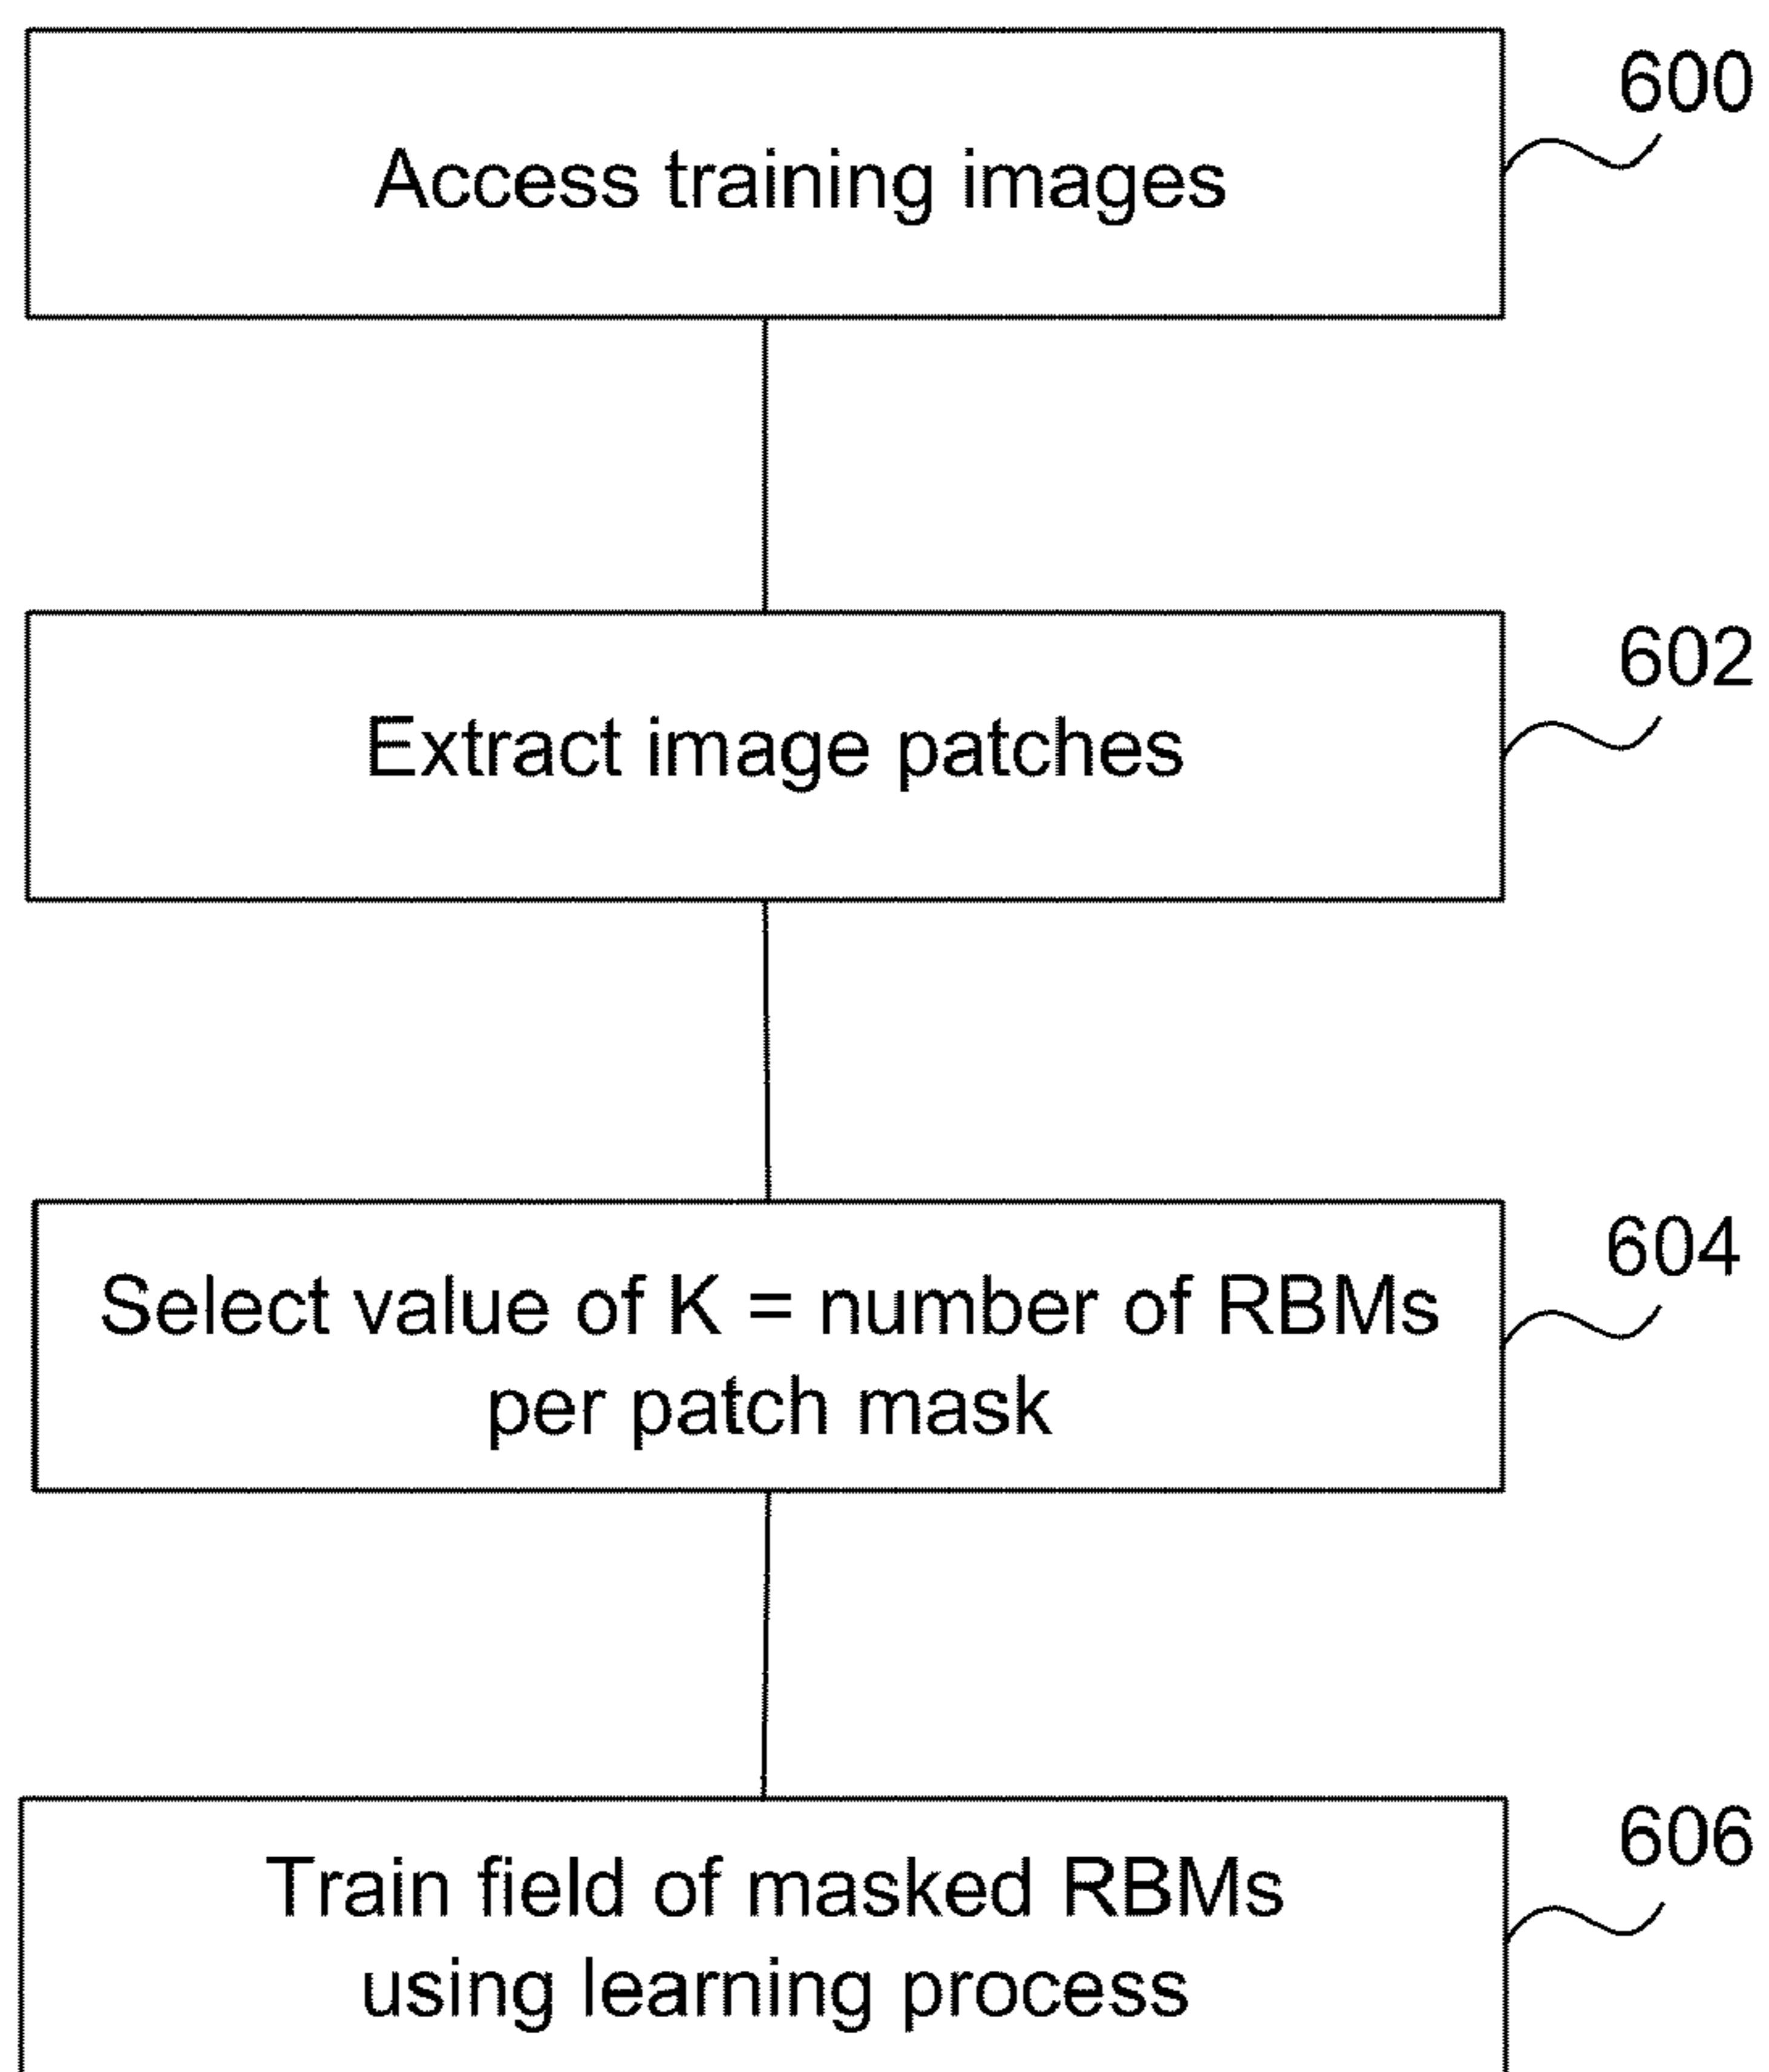 600
Access training images
602
Extract image patches
604
Select value of K = number of RBMs
per patch mask
606
Train field of masked RBMs
using learning process